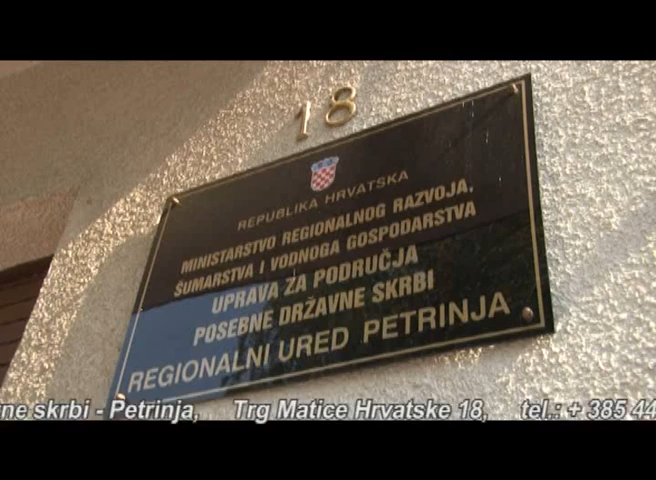 18
REPUBLIKA HRVATSKA
MINISTARSTVO REGIONALNOG RAZVOJA,
ŠUMARSTVA I VODNOGA GOSPODARSTVA
UPRAVA ZA PODRUČJA
POSEBNE DRŽAVNE SKRBI
REGIONALNI URED PETRINJA
ne skrbi - Petrinja, Trg Matice Hrvatske 18, tel.: + 385 44